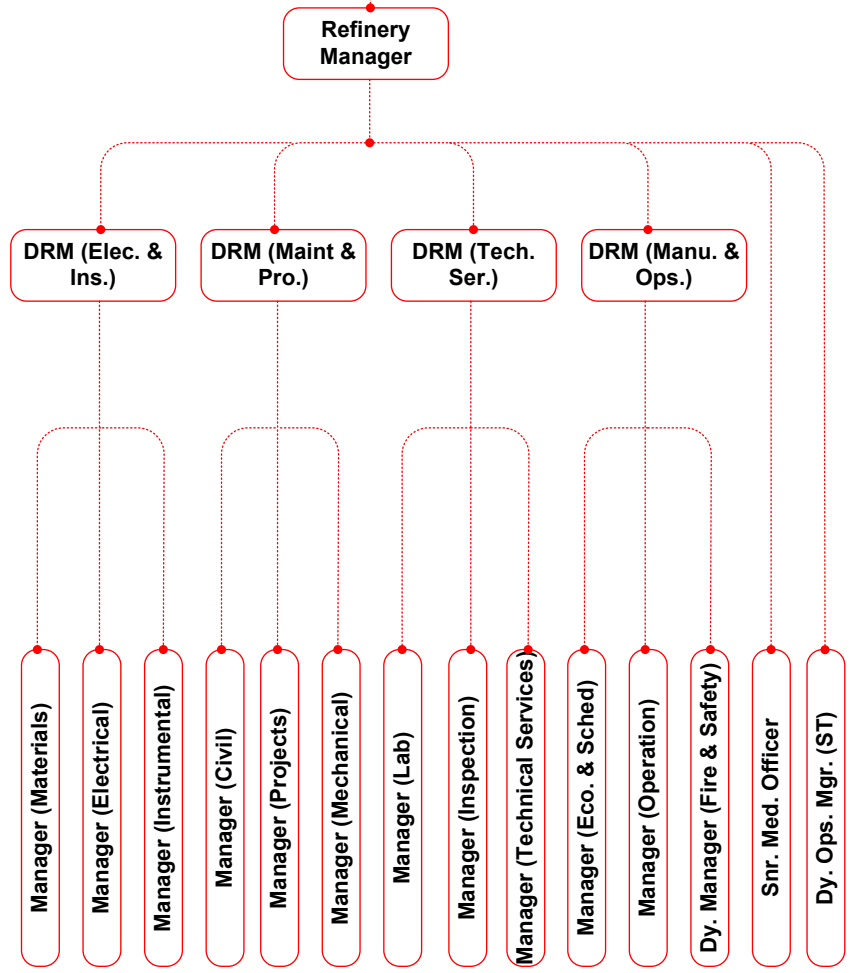 Refinery
Manager
DRM (Elec. &
Ins.)
DRM (Maint &
Pro.)
DRM (Tech.
Ser.)
DRM (Manu. &
Ops.)
Manager (Materials)
Manager (Electrical)
Manager (Instrumental)
Manager (Civil)
Manager (Projects)
Manager (Mechanical)
Manager (Lab)
Manager (Inspection)
Manager (Technical Services)
Manager (Eco. & Sched)
Manager (Operation)
Dy. Manager (Fire & Safety)
Snr. Med. Officer
Dy. Ops. Mgr. (ST)